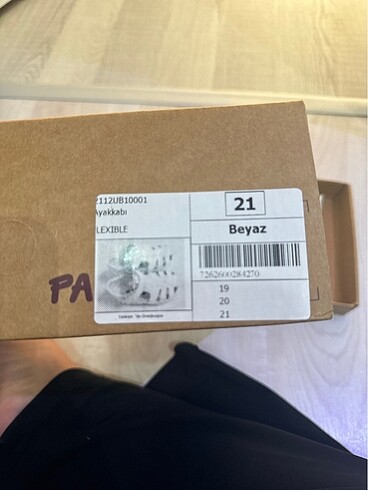 112UB10001
Ayakkabı
LEXIBLE
PA
21
Beyaz
7262600284270
19
20
21